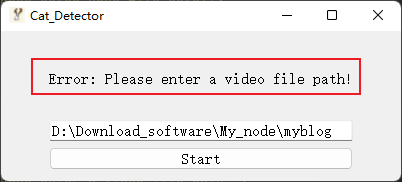 Cat_Detector
Error: Please enter a video file path!
D:\Download_software\My_node\myblog
Start